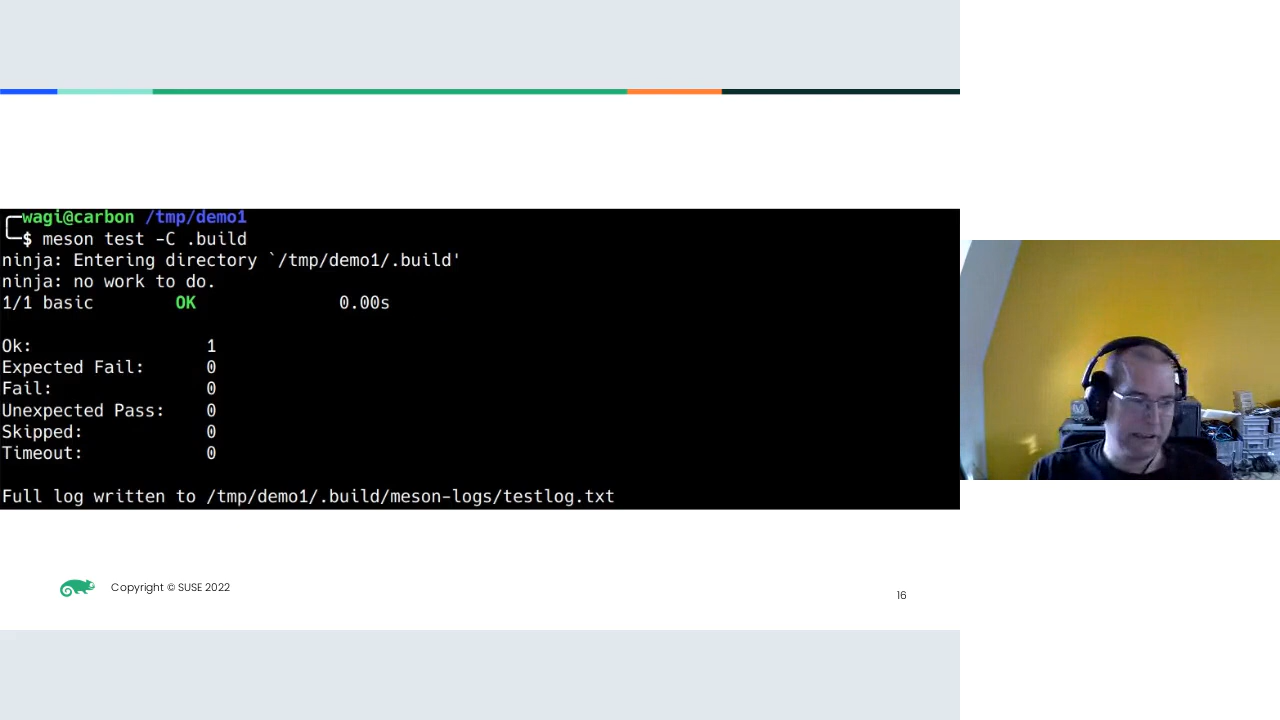 wagi@carbon /tmp/demo1
$ meson test -C .build
ninja: Entering directory `/tmp/demo1/.build'
ninja: no work to do.
1/1 basic OK 0.00s
Ok: 1
Expected Fail: 0
Fail: 0
Unexpected Pass: 0
Skipped: 0
Timeout: 0
Full log written to /tmp/demo1/.build/meson-logs/testlog.txt
Copyright © SUSE 2022
16